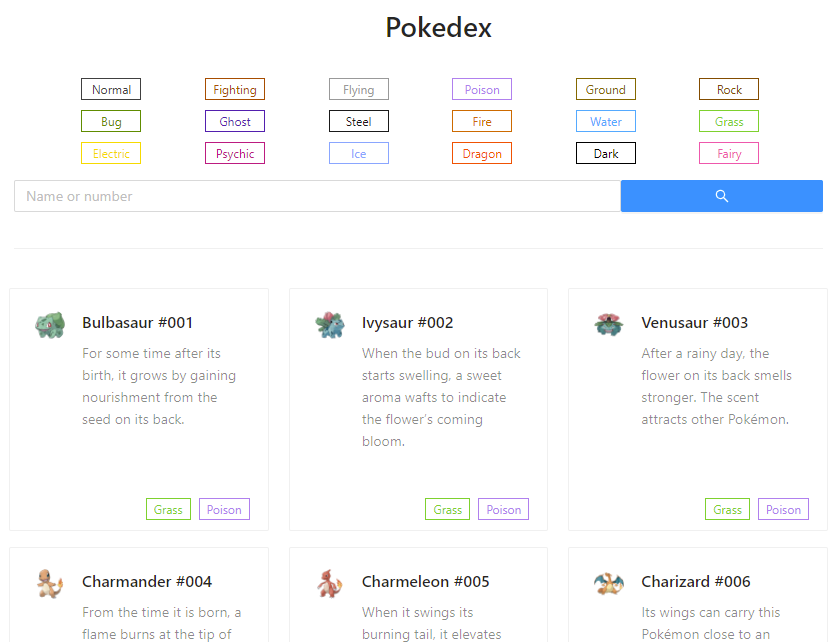 Pokedex
Normal Fighting Flying Poison Ground Rock
Bug Ghost Steel Fire Water Grass
Electric Psychic Ice Dragon Dark Fairy
Name or number
Bulbasaur #001
For some time after its
birth, it grows by gaining
nourishment from the
seed on its back.
Grass Poison
Ivysaur #002
When the bud on its back
starts swelling, a sweet
aroma wafts to indicate
the flower's coming
bloom.
Grass Poison
Venusaur #003
After a rainy day, the
flower on its back smells
stronger. The scent
attracts other Pokémon.
Grass Poison
Charmander #004
From the time it is born, a
flame burns at the tip of
Charmeleon #005
When it swings its
burning tail, it elevates
Charizard #006
Its wings can carry this
Pokémon close to an